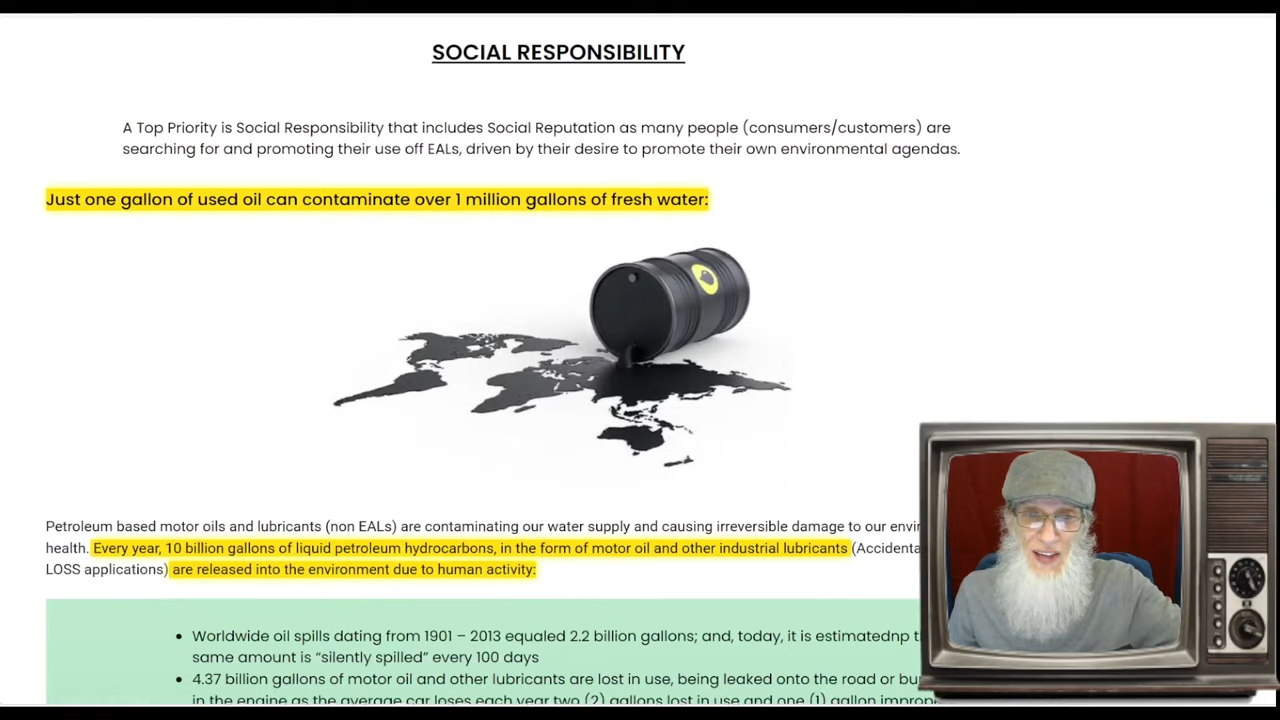 SOCIAL RESPONSIBILITY
A Top Priority is Social Responsibility that includes Social Reputation as many people (consumers/customers) are
searching for and promoting their use off EALs, driven by their desire to promote their own environmental agendas.
Just one gallon of used oil can contaminate over 1 million gallons of fresh water:
Petroleum based motor oils and lubricants (non EALs) are contaminating our water supply and causing irreversible damage to our
health. Every year, 10 billion gallons of liquid petroleum hydrocarbons, in the form of motor oil and other industrial lubricants
LOSS applications) are released into the environment due to human activity:
• Worldwide oil spills dating from 1901 – 2013 equaled 2.2 billion gallons; and, today, it is estimatednp
same amount is “silently spilled” every 100 days
• 4.37 billion gallons of motor oil and other lubricants are lost in use, being leaked onto the road or
in the engine as the average car loses each year two (2) gallons lost in use and one (1) gallon